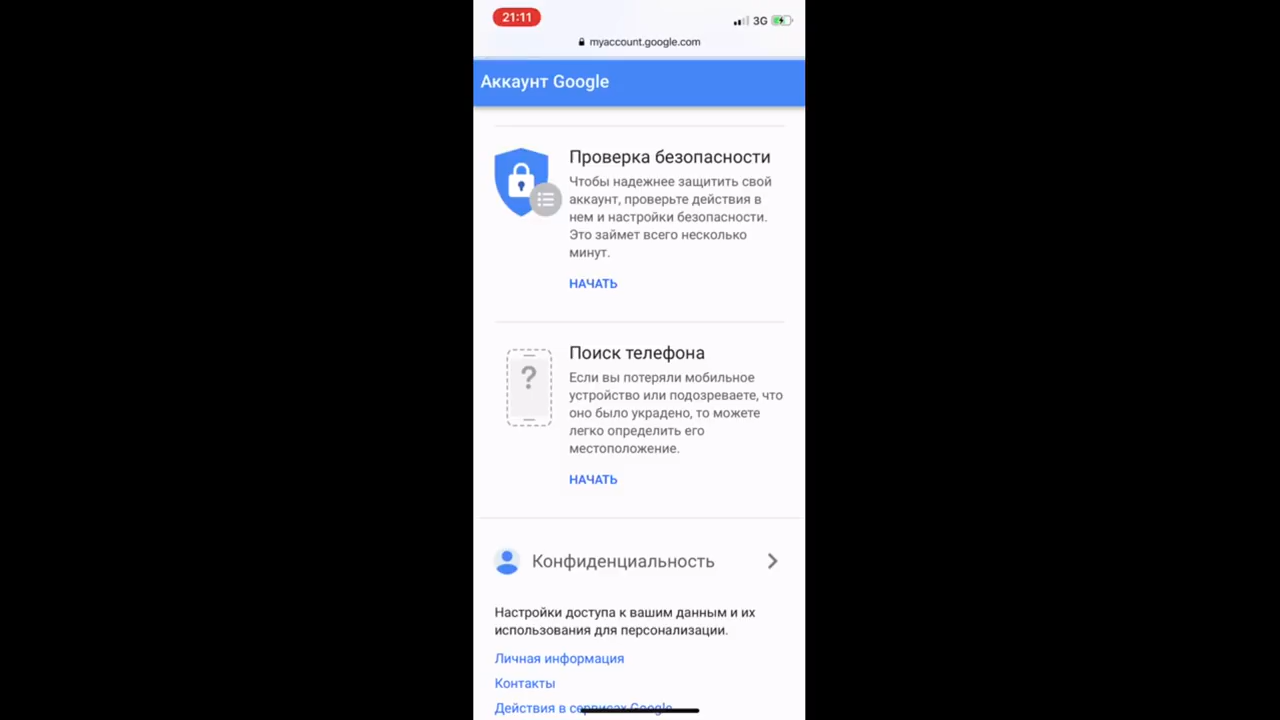 21:11
3G
myaccount.google.com
Аккаунт Google
Проверка безопасности
Чтобы надежнее защитить свой
аккаунт, проверьте действия в
нем и настройки безопасности.
Это займет всего несколько
минут.
НАЧАТЬ
Поиск телефона
?
Если вы потеряли мобильное
устройство или подозреваете, что
оно было украдено, то можете
легко определить его
местоположение.
НАЧАТЬ
Конфиденциальность
Настройки доступа к вашим данным и их
использования для персонализации.
Личная информация
Контакты
Действия в сервисах Google